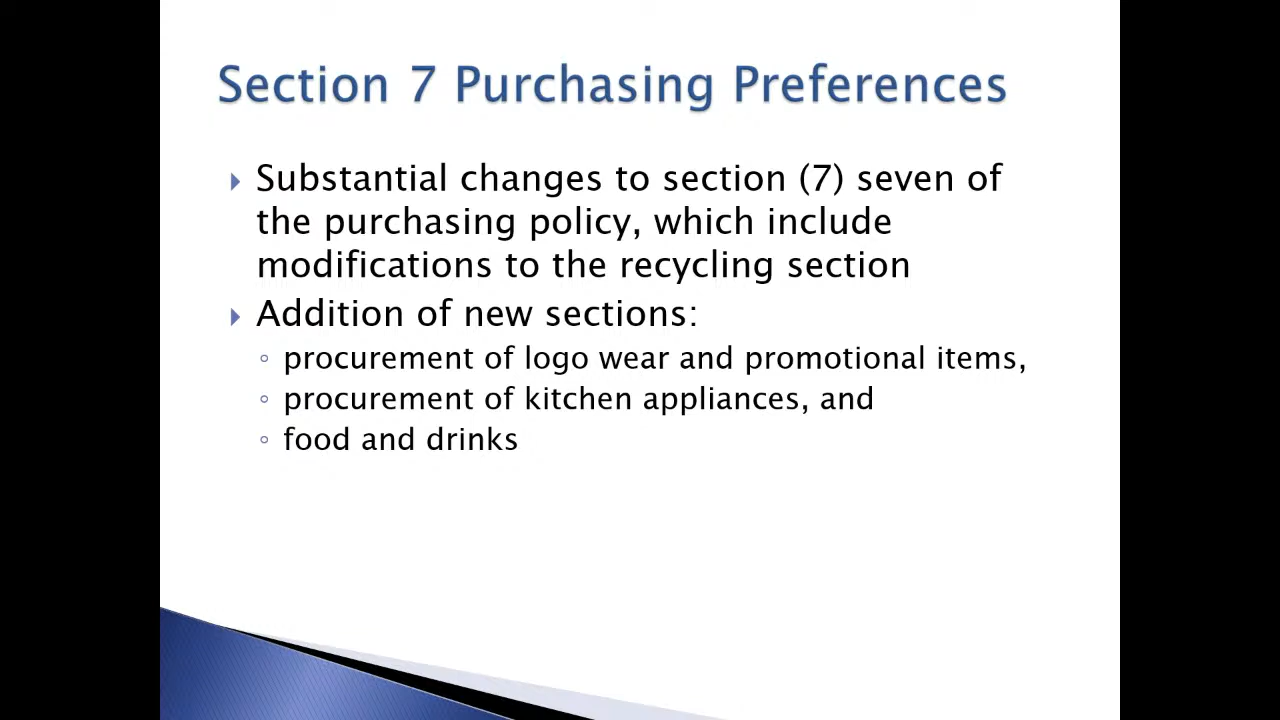 Section 7 Purchasing Preferences
Substantial changes to section (7) seven of
the purchasing policy, which include
modifications to the recycling section
Addition of new sections:
procurement of logo wear and promotional items,
procurement of kitchen appliances, and
food and drinks